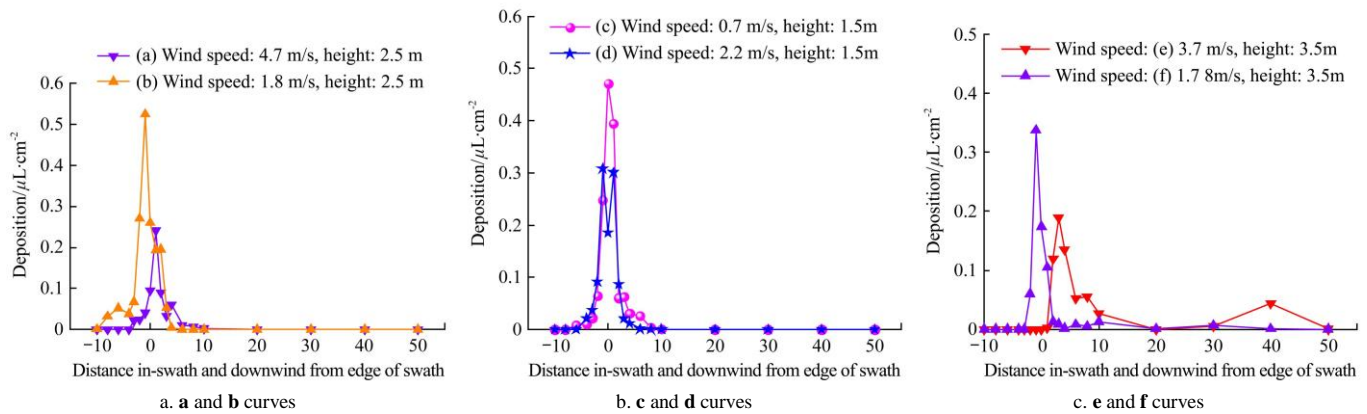 (a) Wind speed: 4.7 m/s, height: 2.5 m
(b) Wind speed: 1.8 m/s, height: 2.5 m
0.6
0.5
0.4
0.3
0.2
0.1
0
Deposition/μL·cm-2
−10 0 10 20 30 40 50
Distance in-swath and downwind from edge of swath
a. a and b curves
(c) Wind speed: 0.7 m/s, height: 1.5m
(d) Wind speed: 2.2 m/s, height: 1.5m
0.6
0.5
0.4
0.3
0.2
0.1
0
Deposition/μL·cm-2
−10 0 10 20 30 40 50
Distance in-swath and downwind from edge of swath
b. c and d curves
Wind speed: (e) 3.7 m/s, height: 3.5m
Wind speed: (f) 1.7 8m/s, height: 3.5m
0.5
0.4
0.3
0.2
0.1
0
Deposition/μL·cm-2
−10 0 10 20 30 40 50
Distance in-swath and downwind from edge of swath
c. e and f curves